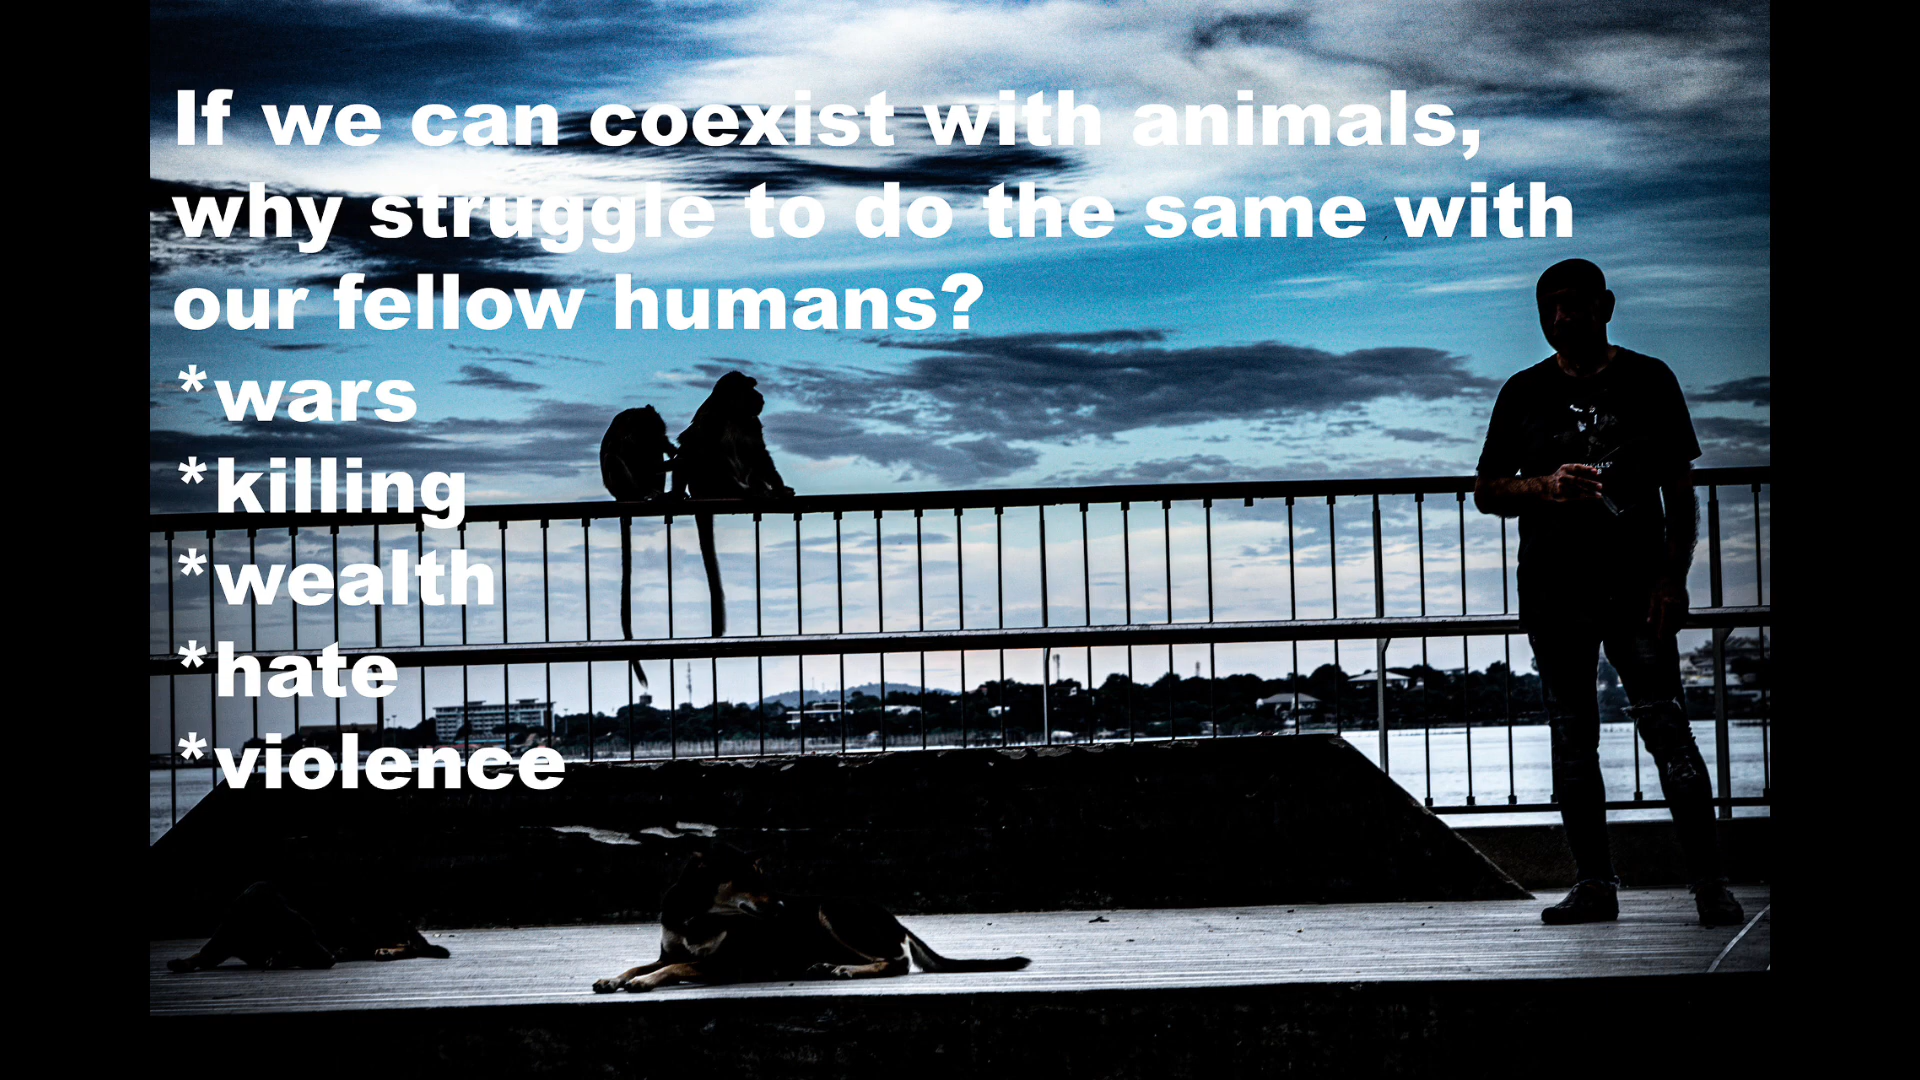 If we can coexist with animals,
why struggle to do the same with
our fellow humans?
*wars
*killing
*wealth
*hate
*violence